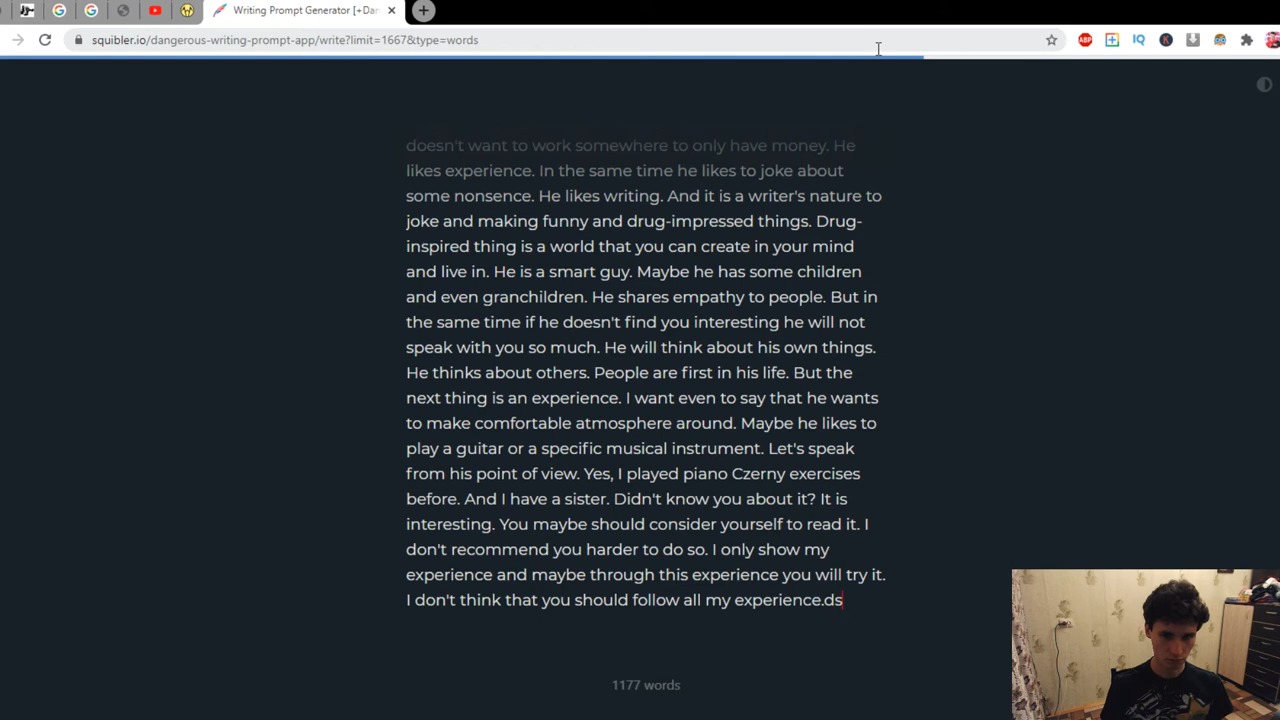 Writing Prompt Generator [+Dan
squibler.io/dangerous-writing-prompt-app/write?limit=1667&type=words
ABP
IQ
K
doesn't want to work somewhere to only have money. He
likes experience. In the same time he likes to joke about
some nonsence. He likes writing. And it is a writer's nature to
joke and making funny and drug-impressed things. Drug-
inspired thing is a world that you can create in your mind
and live in. He is a smart guy. Maybe he has some children
and even granchildren. He shares empathy to people. But in
the same time if he doesn't find you interesting he will not
speak with you so much. He will think about his own things.
He thinks about others. People are first in his life. But the
next thing is an experience. I want even to say that he wants
to make comfortable atmosphere around. Maybe he likes to
play a guitar or a specific musical instrument. Let's speak
from his point of view. Yes, I played piano Czerny exercises
before. And I have a sister. Didn't know you about it? It is
interesting. You maybe should consider yourself to read it. I
don't recommend you harder to do so. I only show my
experience and maybe through this experience you will try it.
I don't think that you should follow all my experience.ds
1177 words